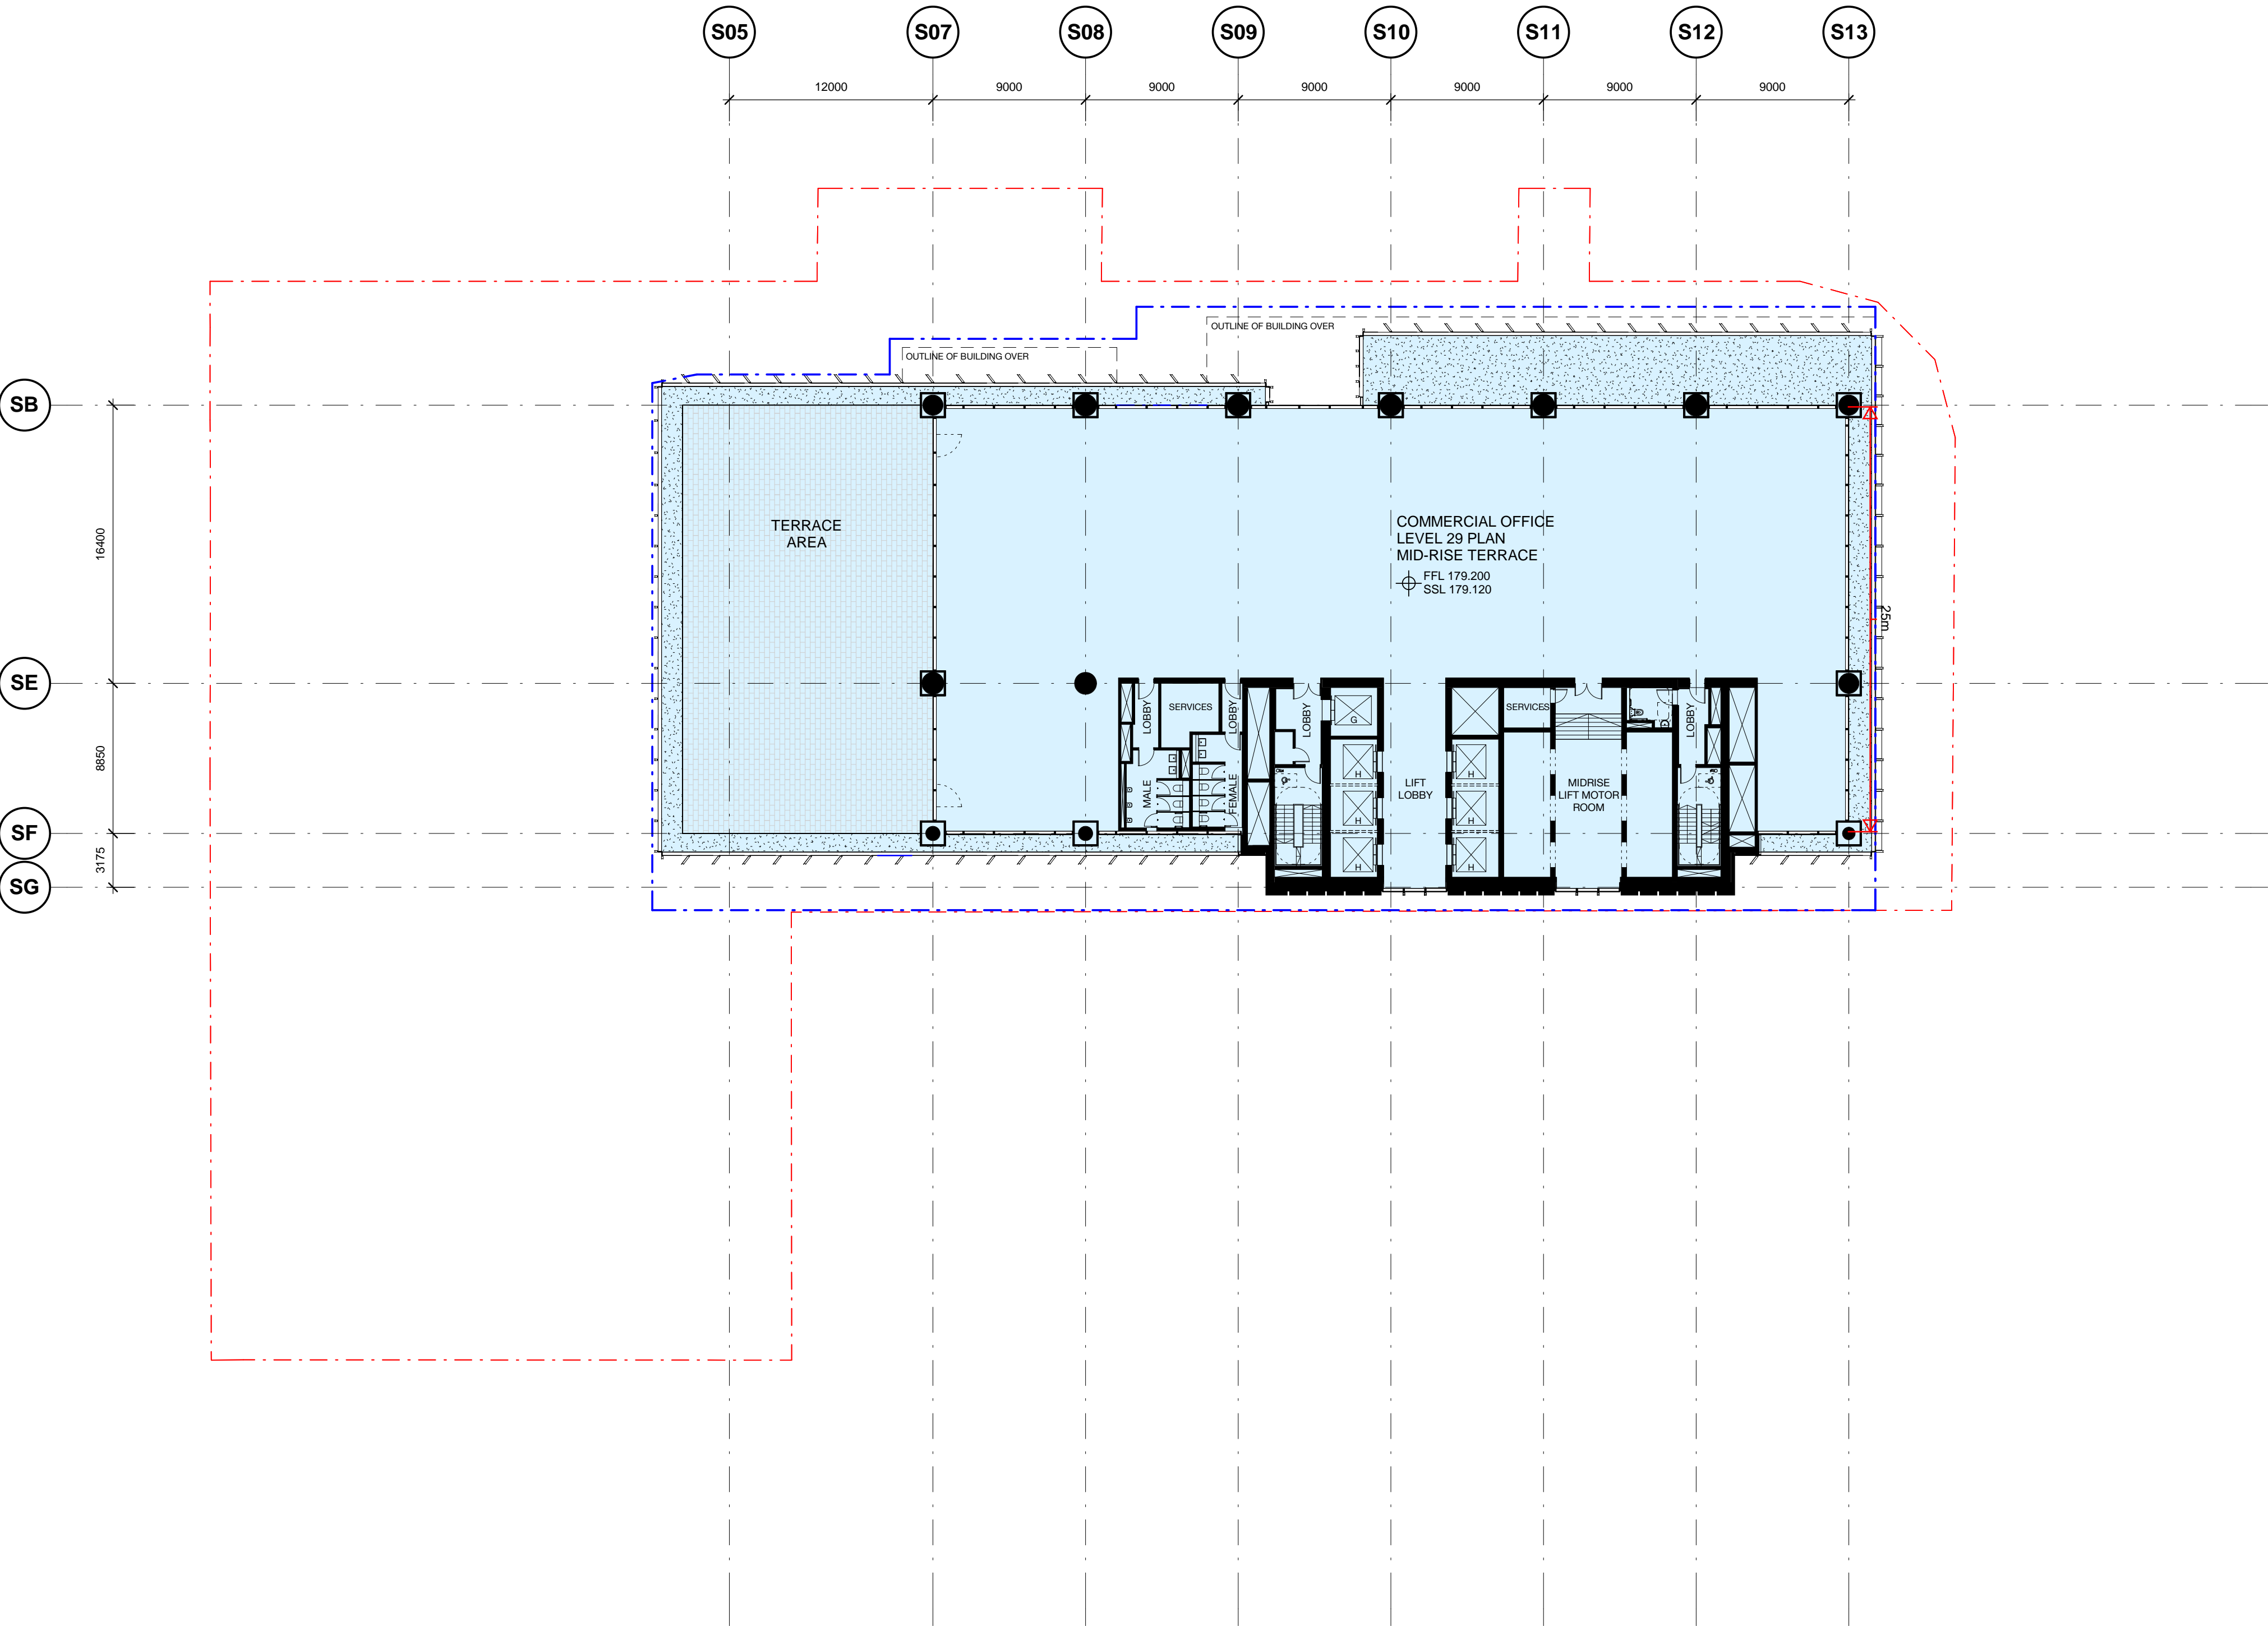 S05 S07 S08 S09 S10 S11 S12 S13
12000 9000 9000 9000 9000 9000 9000
OUTLINE OF BUILDING OVER
OUTLINE OF BUILDING OVER
SB
16400
TERRACE
AREA
COMMERCIAL OFFICE
LEVEL 29 PLAN
MID-RISE TERRACE
FFL 179.200
SSL 179.120
25m
SE
LOBBY
SERVICES
LOBBY
LOBBY
G
SERVICES
LOBBY
8850
MALE
FEMALE
H
H
H
LIFT
LOBBY
H
H
H
MIDRISE
LIFT MOTOR
ROOM
SF
3175
SG